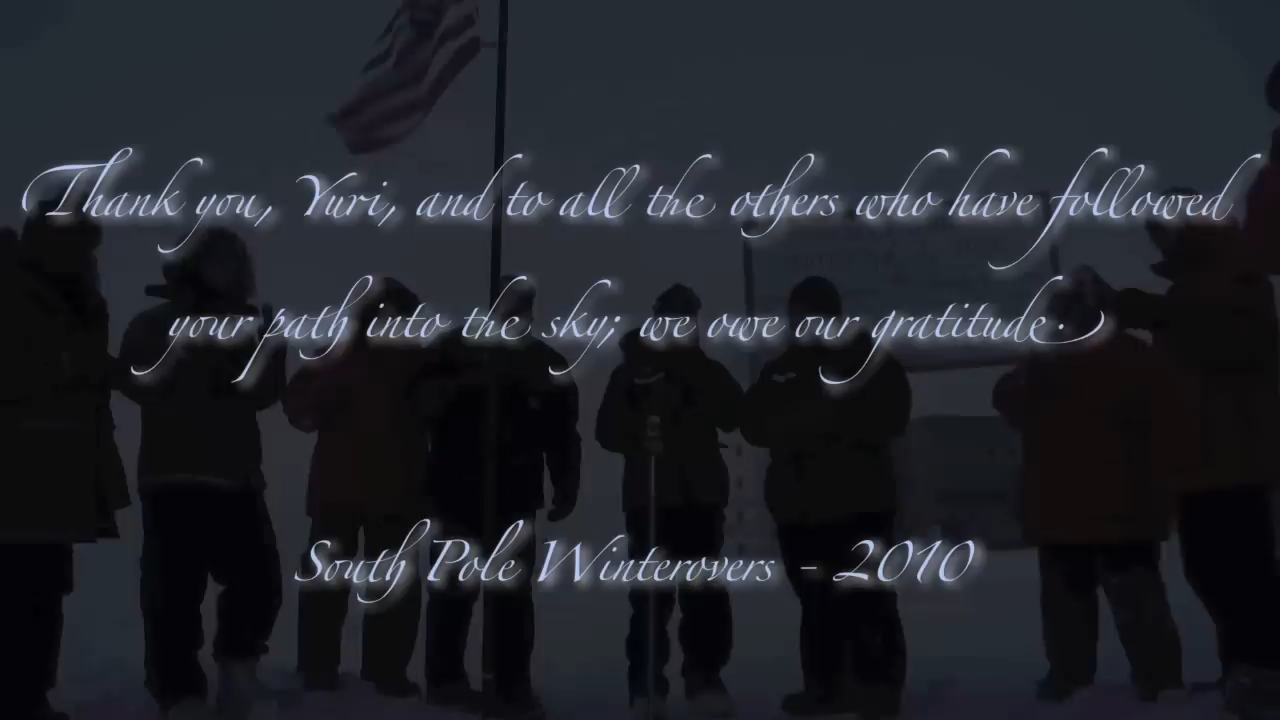 Thank you, Yuri, and to all the others who have followed
your path into the sky; we owe our gratitude.
South Pole Winterovers - 2010